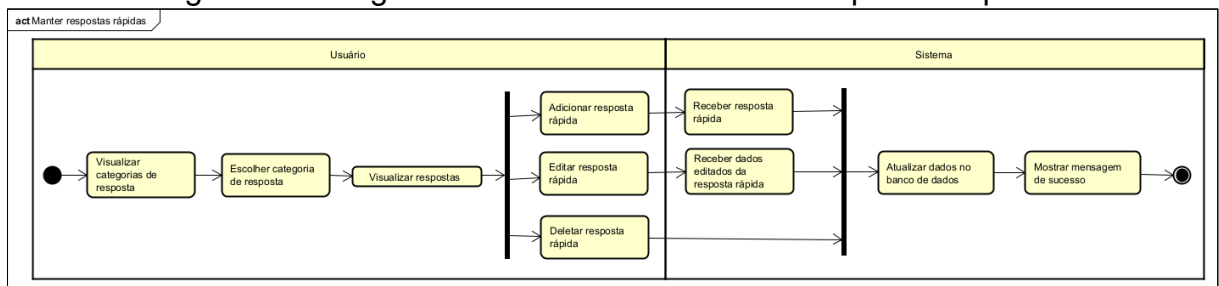 act Manter respostas rápidas
Usuário
Sistema
Visualizar
categorias de
resposta
Escolher categoria
de resposta
Visualizar respostas
Adicionar resposta
rápida
Editar resposta
rápida
Deletar resposta
rápida
Receber resposta
rápida
Receber dados
editados da
resposta rápida
Atualizar dados no
banco de dados
Mostrar mensagem
de sucesso